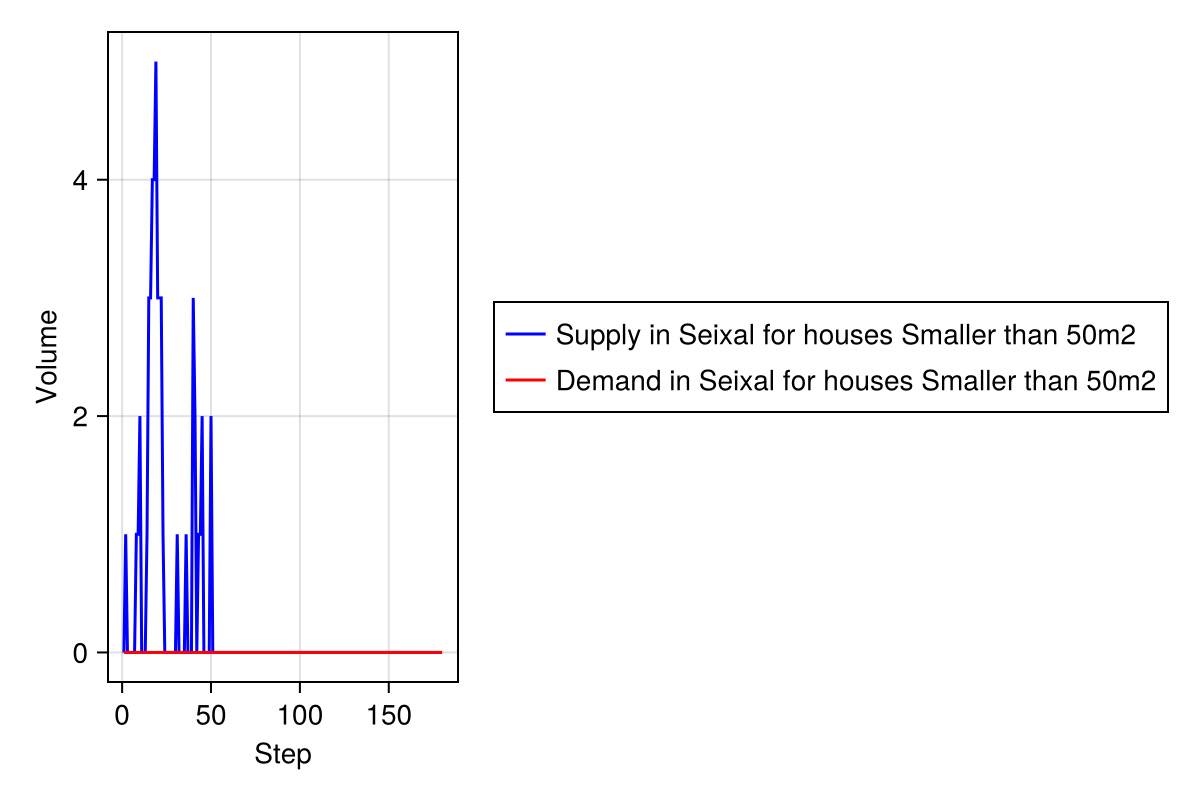 Volume
4
2
0
0 50 100 150
Step
Supply in Seixal for houses Smaller than 50m2
Demand in Seixal for houses Smaller than 50m2